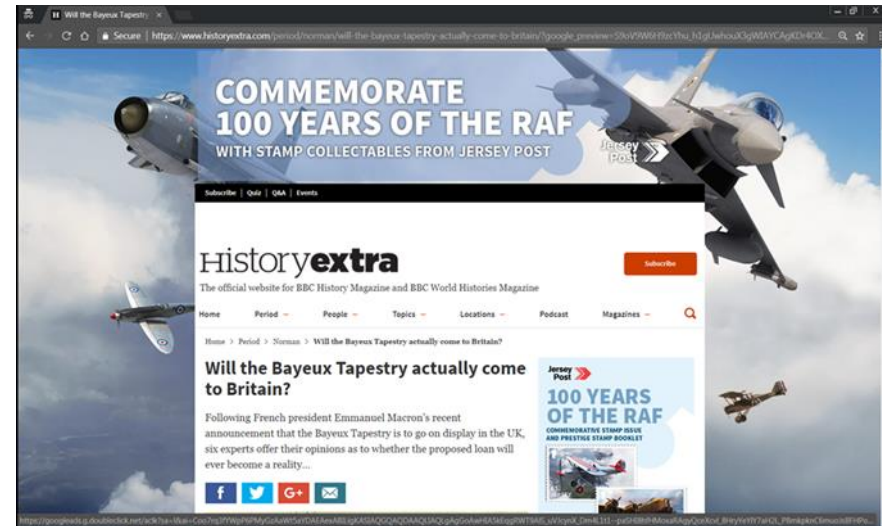 Will the Bayeux Tapestry
Secure | https://www.historyextra.com/period/norman/will-the-bayeux-tapestry-actually-come-to-britain/?google_preview=
COMMEMORATE
100 YEARS OF THE RAF
WITH STAMP COLLECTABLES FROM JERSEY POST
Jersey
Post
Subscribe | Quiz | Q&A | Events
Historyextra
Subscribe
The official website for BBC History Magazine and BBC World Histories Magazine
Home Period People Topics Locations Podcast Magazines
Home > Period > Norman > Will the Bayeux Tapestry actually come to Britain?
Will the Bayeux Tapestry actually come
to Britain?
Following French president Emmanuel Macron's recent
announcement that the Bayeux Tapestry is to go on display in the UK,
six experts offer their opinions as to whether the proposed loan will
ever become a reality...
f
G+
Jersey
Post
100 YEARS
OF THE RAF
COMMEMORATIVE STAMP ISSUE
AND PRESTIGE STAMP BOOKLET